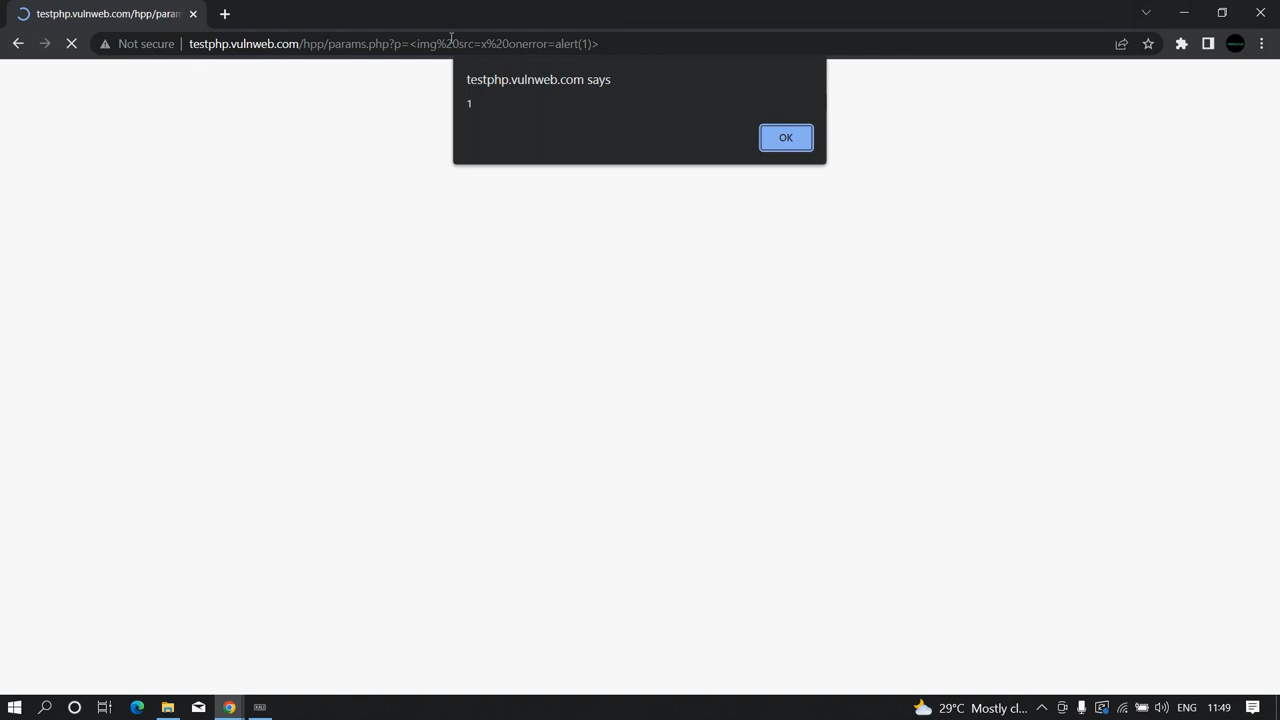 testphp.vulnweb.com/hpp/param
Not secure
testphp.vulnweb.com/hpp/params.php?p=<img%20src=x%20onerror=alert(1)>
testphp.vulnweb.com says
1
OK
29°C Mostly cl...
ENG
11:49